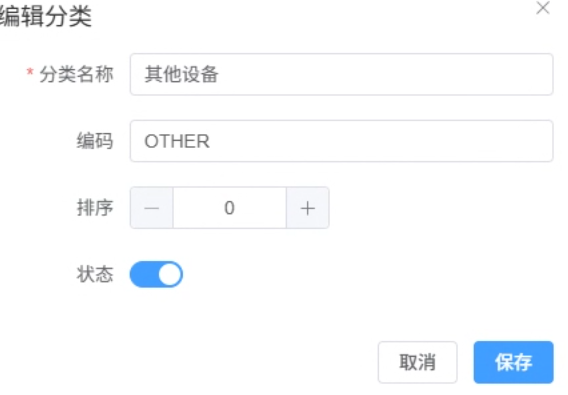 编辑分类
* 分类名称 其他设备
编码 OTHER
排序 0
状态
取消 保存